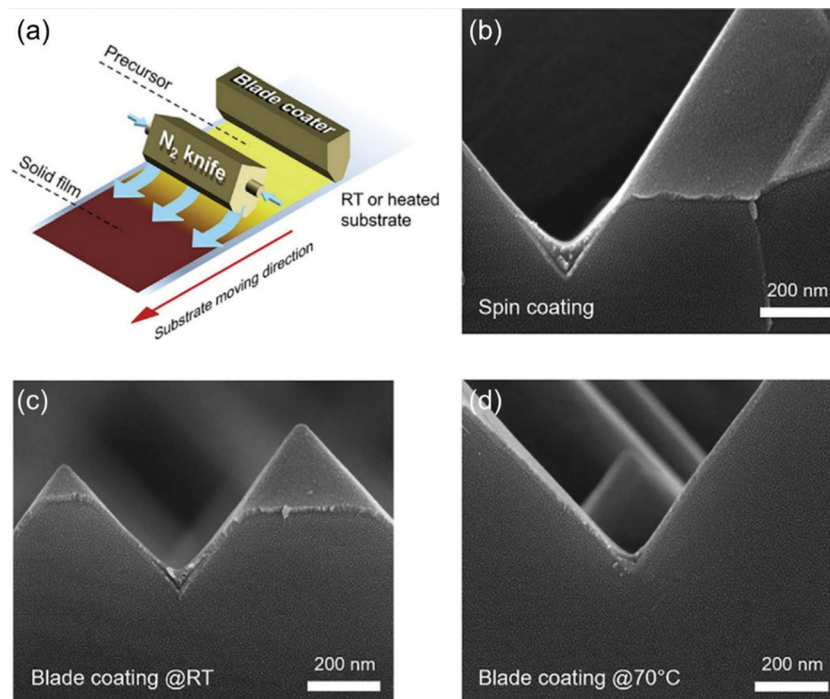 (a)
Precursor
Blade coater
N₂ knife
Solid film
RT or heated
substrate
Substrate moving direction
(b)
200 nm
Spin coating
(c)
200 nm
Blade coating @RT
(d)
200 nm
Blade coating @70°C